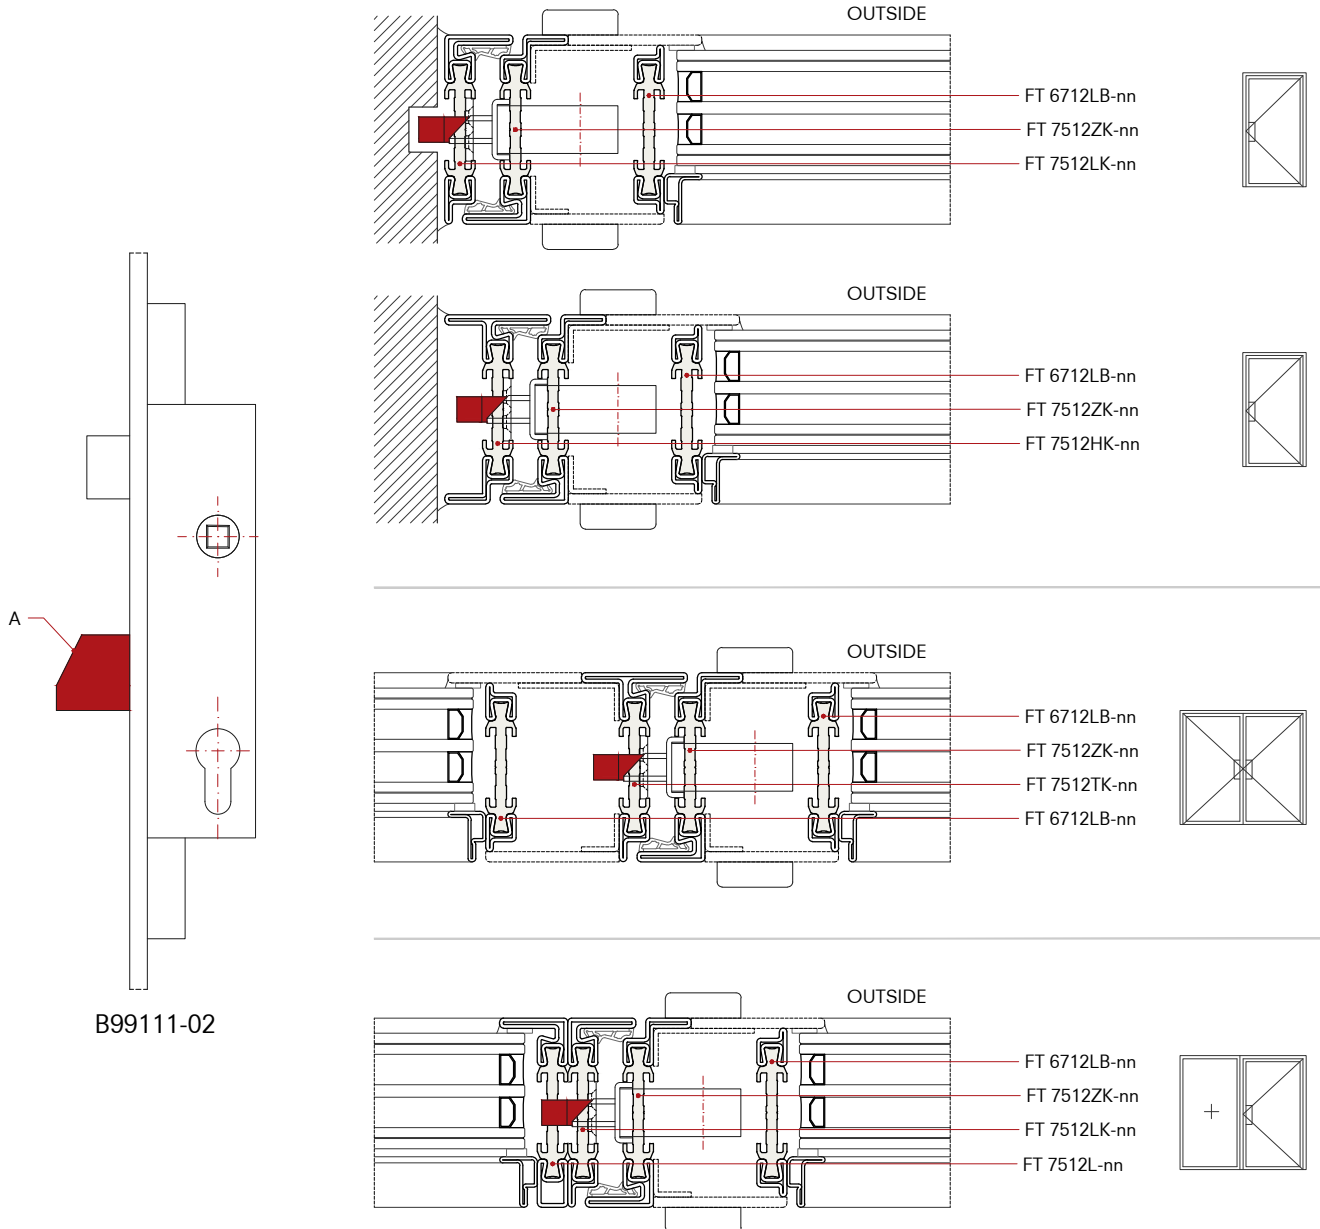 OUTSIDE
FT 6712LB-nn
FT 7512ZK-nn
FT 7512LK-nn
OUTSIDE
FT 6712LB-nn
FT 7512ZK-nn
FT 7512HK-nn
A
B99111-02
OUTSIDE
FT 6712LB-nn
FT 7512ZK-nn
FT 7512TK-nn
FT 6712LB-nn
OUTSIDE
FT 6712LB-nn
FT 7512ZK-nn
FT 7512LK-nn
FT 7512L-nn